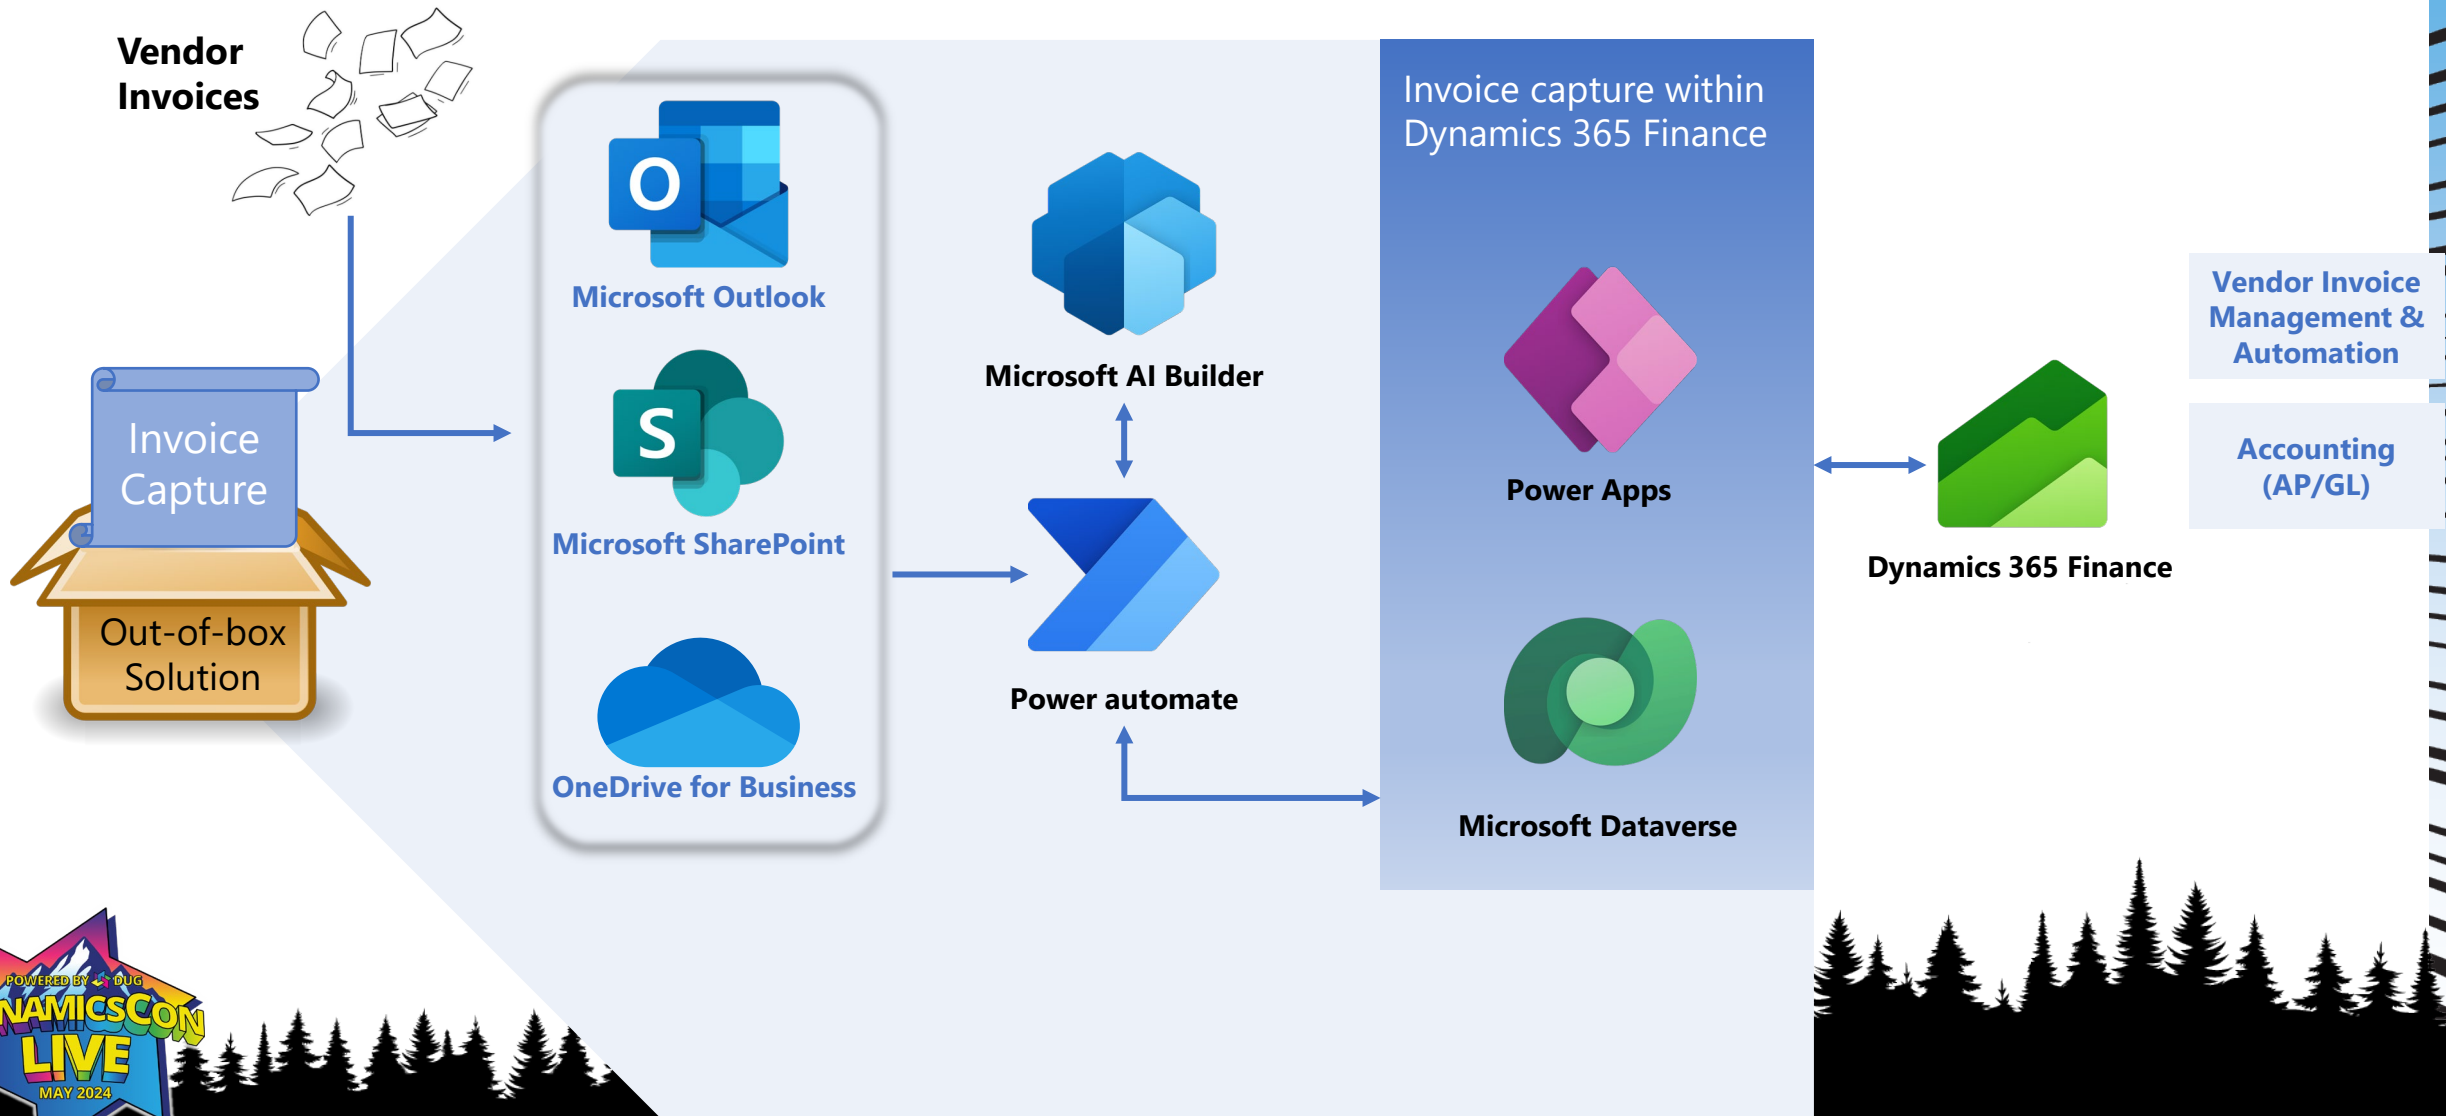 Vendor
Invoices
Invoice
Capture
Out-of-box
Solution
O
Microsoft Outlook
S
Microsoft SharePoint
OneDrive for Business
Microsoft AI Builder
Power automate
Invoice capture within
Dynamics 365 Finance
Power Apps
Microsoft Dataverse
Dynamics 365 Finance
Vendor Invoice
Management &
Automation
Accounting
(AP/GL)
POWERED BY DUG
NAMICSCON
LIVE
MAY 2024